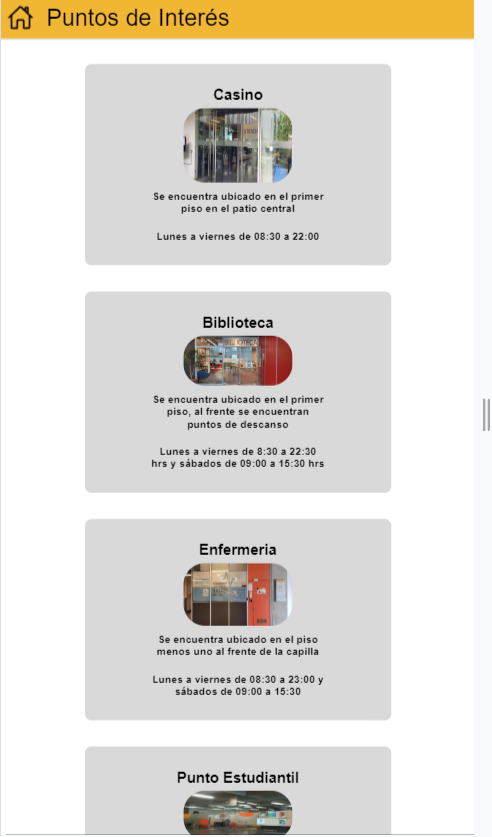 Puntos de Interés
Casino
Se encuentra ubicado en el primer
piso en el patio central
Lunes a viernes de 08:30 a 22:00
Biblioteca
BIBLIOTECA
Se encuentra ubicado en el primer
piso, al frente se encuentran
puntos de descanso
Lunes a viernes de 8:30 a 22:30
hrs y sábados de 09:00 a 15:30 hrs
Enfermeria
Se encuentra ubicado en el piso
menos uno al frente de la capilla
Lunes a viernes de 08:30 a 23:00 y
sábados de 09:00 a 15:30
Punto Estudiantil